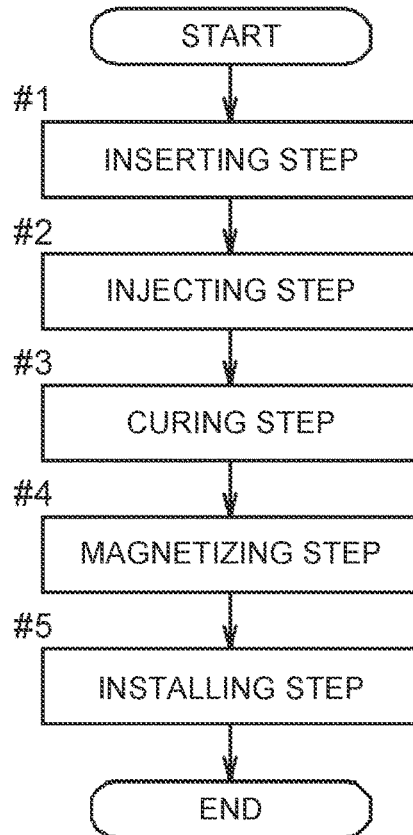 START
#1
INSERTING STEP
#2
INJECTING STEP
#3
CURING STEP
#4
MAGNETIZING STEP
#5
INSTALLING STEP
END